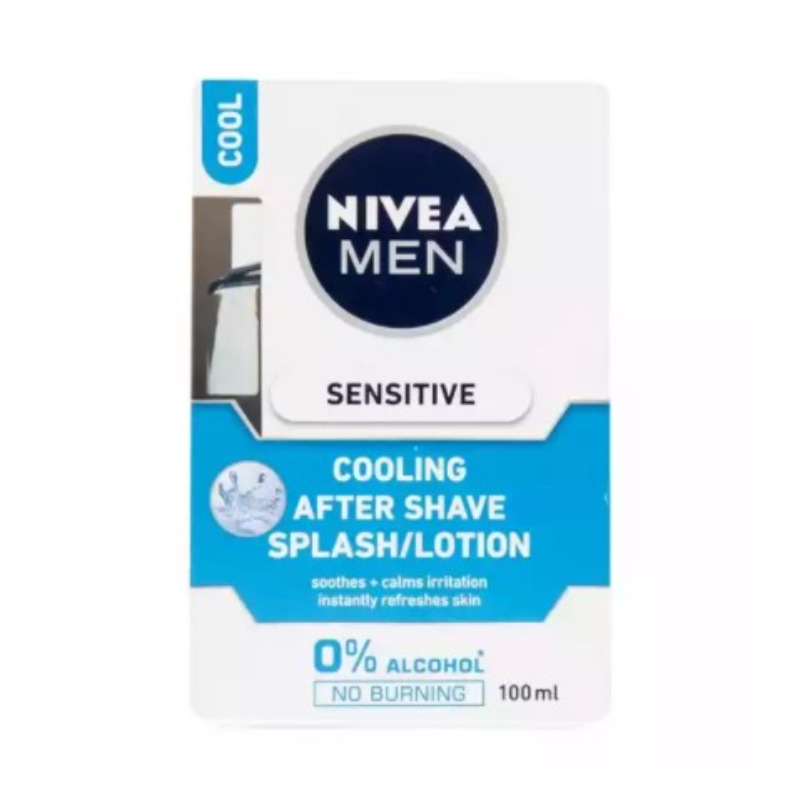 COOL
NIVEA
MEN
SENSITIVE
COOLING
AFTER SHAVE
SPLASH/LOTION
soothes + calms irritation
instantly refreshes skin
0% ALCOHOL*
NO BURNING
100 ml